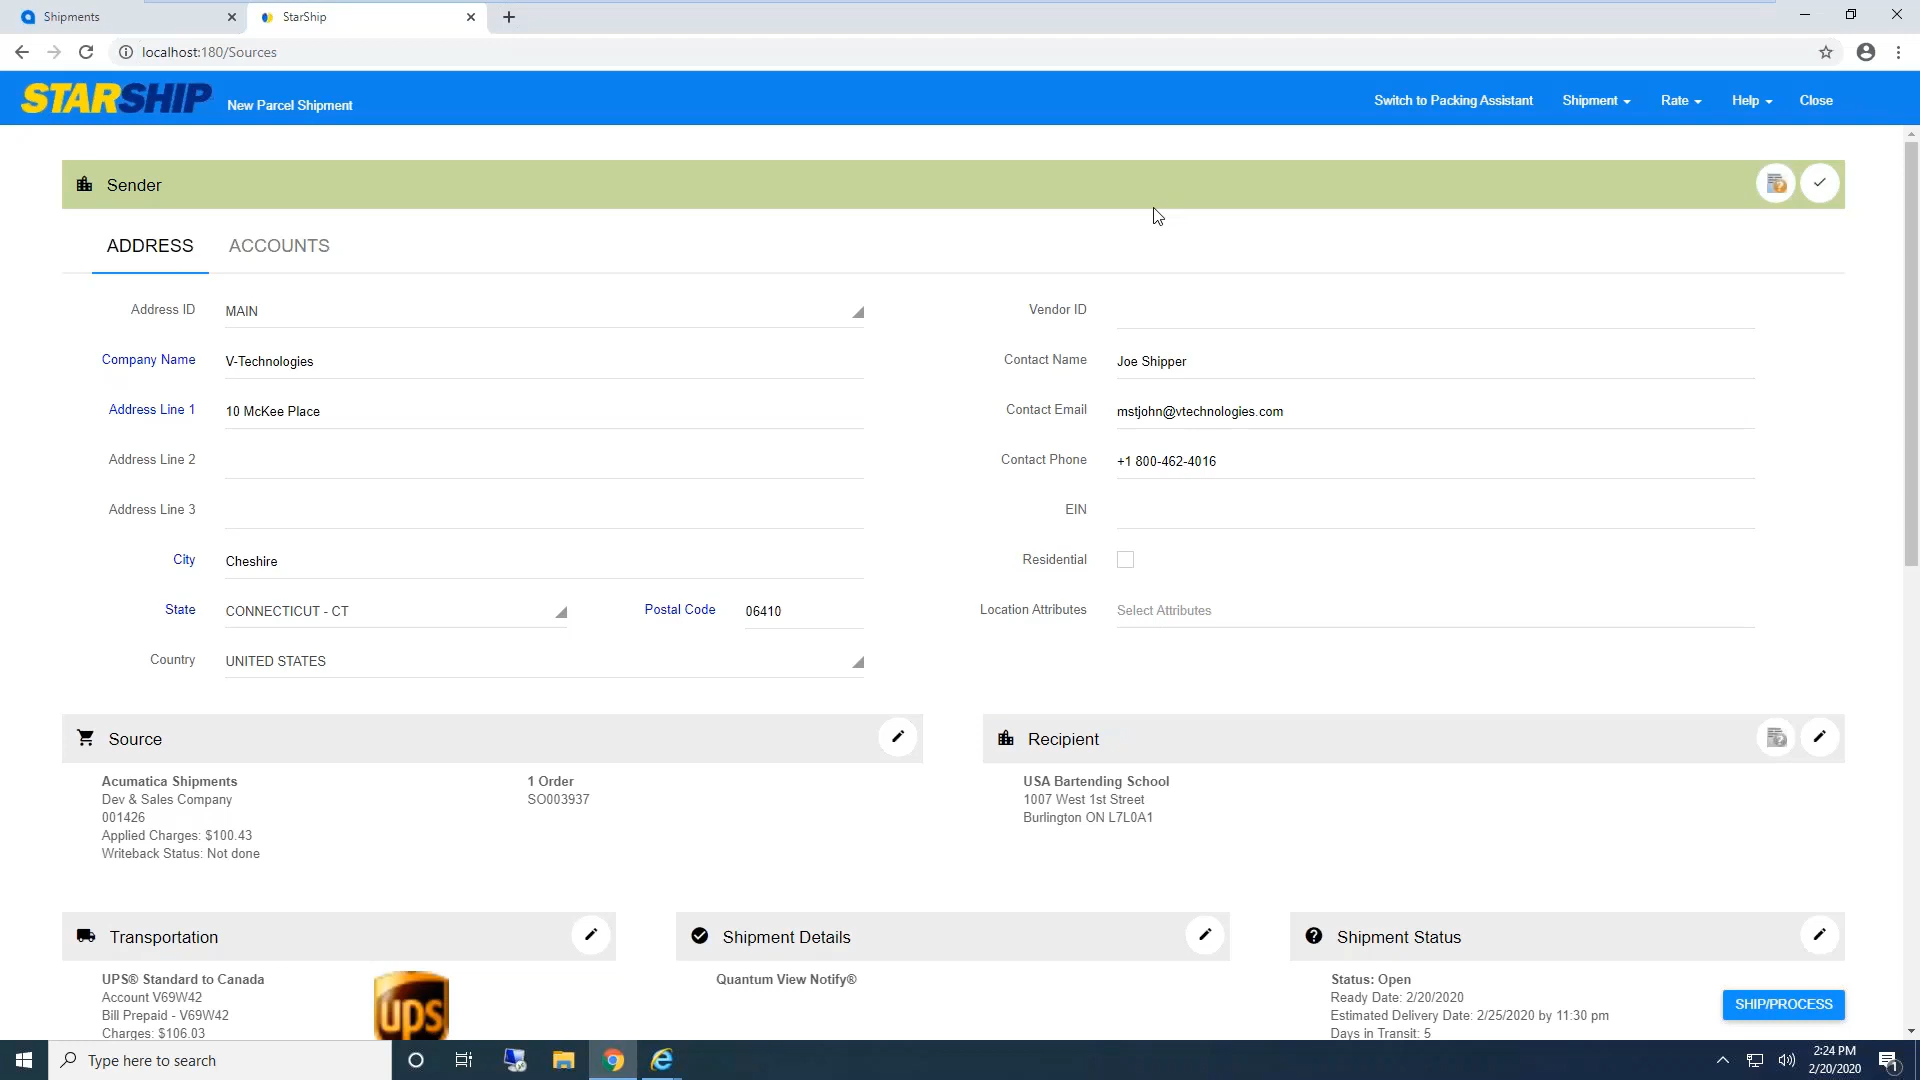 Shipments
StarShip
localhost:180/Sources
STARSHIP
New Parcel Shipment
Switch to Packing Assistant
Shipment
Rate
Help
Close
Sender
ADDRESS
ACCOUNTS
Address ID
MAIN
Vendor ID
Company Name
V-Technologies
Contact Name
Joe Shipper
Address Line 1
10 McKee Place
Contact Email
mstjohn@vtechnologies.com
Address Line 2
Contact Phone
+1 800-462-4016
Address Line 3
EIN
City
Cheshire
Residential
State
CONNECTICUT - CT
Postal Code
06410
Location Attributes
Select Attributes
Country
UNITED STATES
Source
Acumatica Shipments
Dev & Sales Company
001426
Applied Charges: $100.43
Writeback Status: Not done
1 Order
SO003937
Recipient
USA Bartending School
1007 West 1st Street
Burlington ON L7L0A1
Transportation
UPS® Standard to Canada
Account V69W42
Bill Prepaid - V69W42
Charges: $106.03
ups
Shipment Details
Quantum View Notify®
Shipment Status
Status: Open
Ready Date: 2/20/2020
Estimated Delivery Date: 2/25/2020 by 11:30 pm
Days in Transit: 5
SHIP/PROCESS
Type here to search
2:24 PM
2/20/2020
1